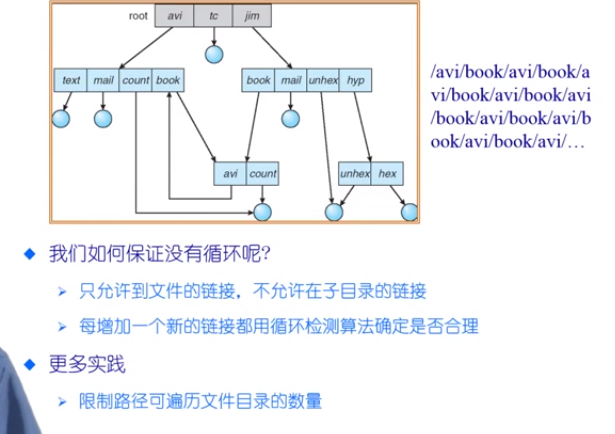 root avi tc jim
text mail count book book mail unhex hyp
avi count unhex hex
/avi/book/avi/book/a
vi/book/avi/book/avi
/book/avi/book/avi/b
ook/avi/book/avi/…
我们如何保证没有循环呢?
只允许到文件的链接，不允许在子目录的链接
每增加一个新的链接都用循环检测算法确定是否合理
更多实践
限制路径可遍历文件目录的数量